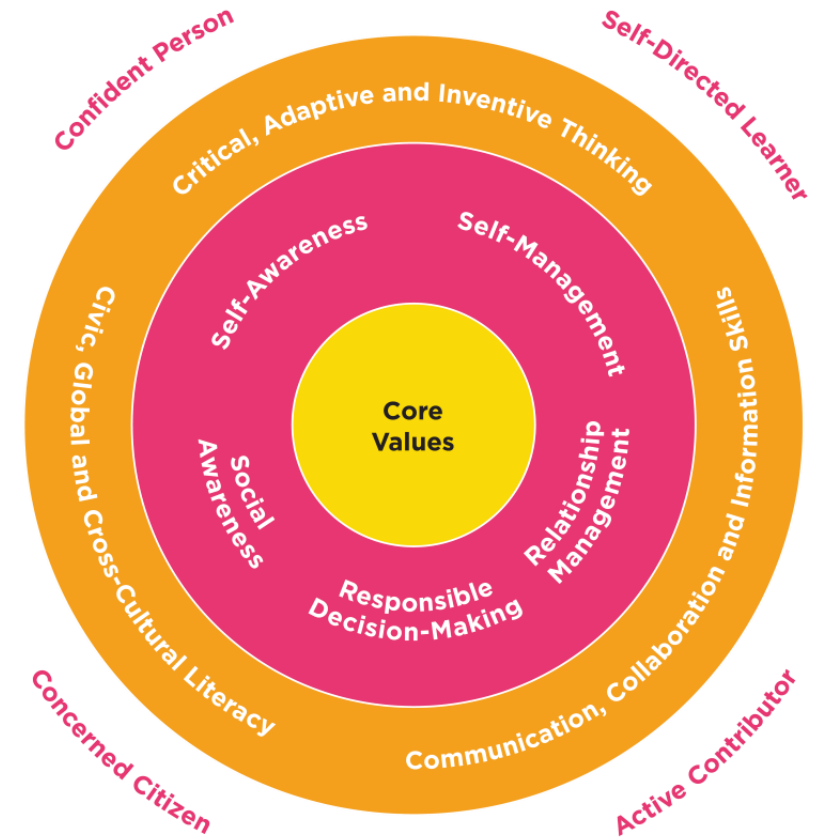 Confident Person
Self-Directed Learner
Critical, Adaptive and Inventive Thinking
Self-Awareness
Self-Management
Civic, Global and Cross-Cultural Literacy
Communication, Collaboration and Information Skills
Core
Values
Social
Awareness
Relationship
Management
Responsible
Decision-Making
Concerned Citizen
Active Contributor